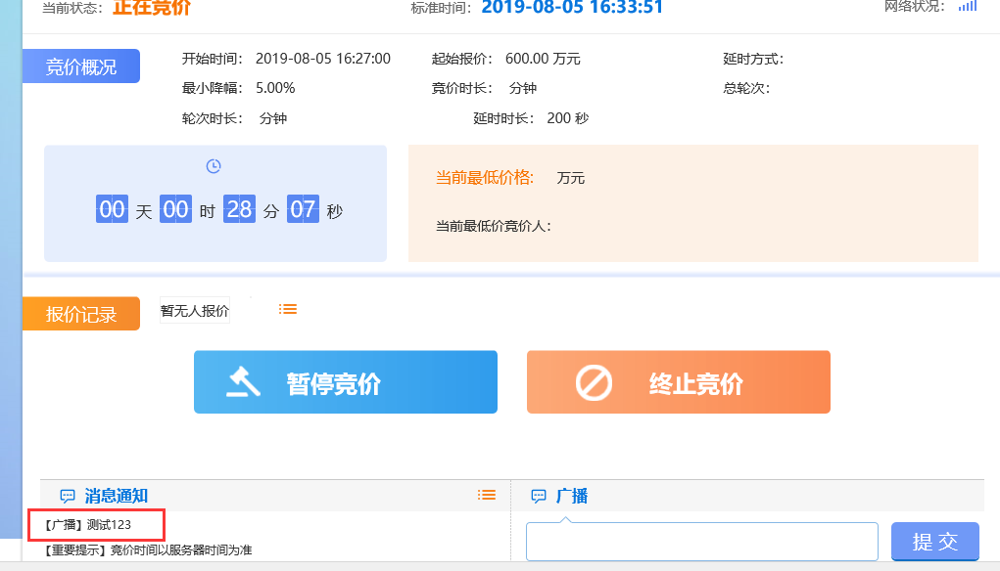 当前状态： 正在竞价 标准时间： 2019-08-05 16:33:51 网络状况：
竞价概况 开始时间： 2019-08-05 16:27:00 起始报价： 600.00 万元 延时方式：
最小降幅： 5.00% 竞价时长： 分钟 总轮次：
轮次时长： 分钟 延时时长： 200 秒
当前最低价格： 万元
00 天 00 时 28 分 07 秒
当前最低价竞价人：
报价记录 暂无人报价
暂停竞价 终止竞价
消息通知 广播
【广播】测试123
【重要提示】竞价时间以服务器时间为准
提 交